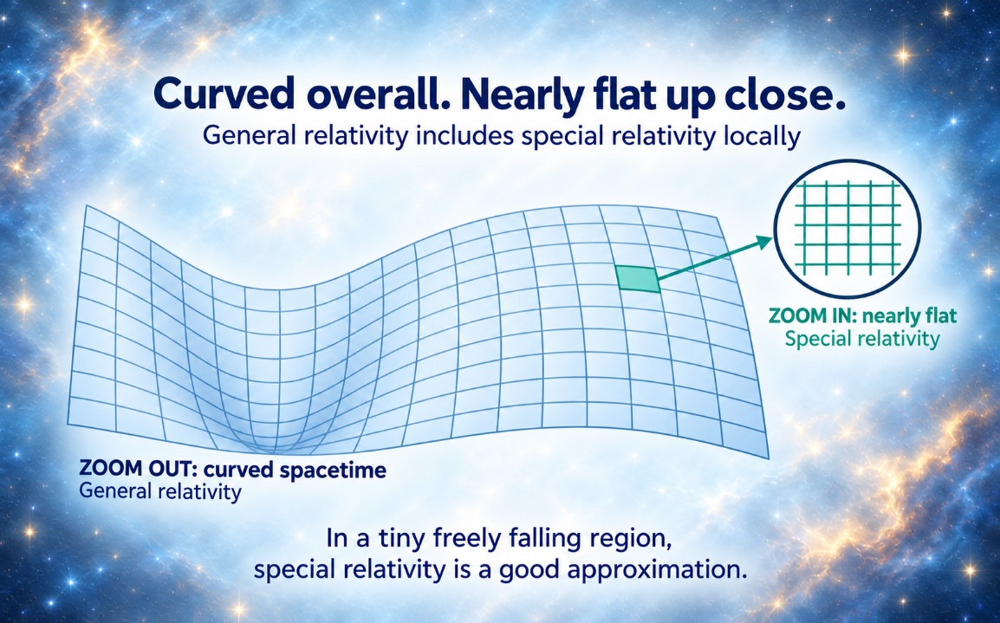 Curved overall. Nearly flat up close.
General relativity includes special relativity locally
ZOOM IN: nearly flat
Special relativity
ZOOM OUT: curved spacetime
General relativity
In a tiny freely falling region,
special relativity is a good approximation.